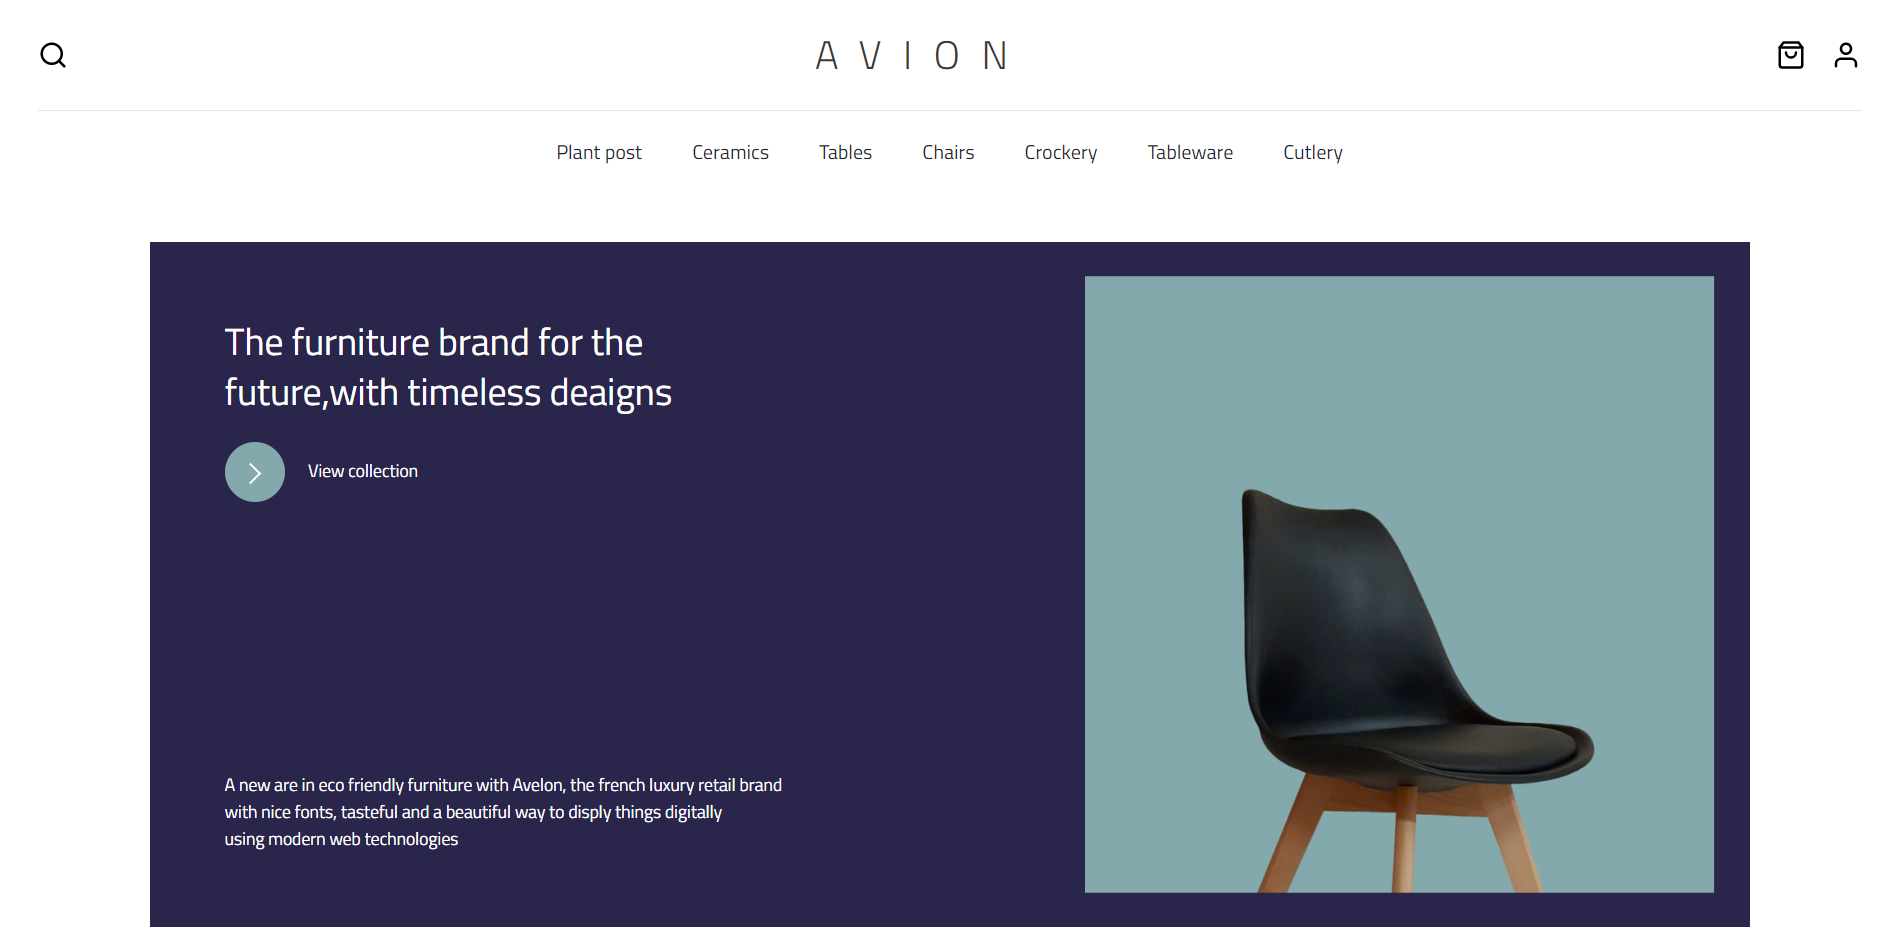 A V I O N
Plant post Ceramics Tables Chairs Crockery Tableware Cutlery
The furniture brand for the
future,with timeless deaigns
View collection
A new are in eco friendly furniture with Avelon, the french luxury retail brand
with nice fonts, tasteful and a beautiful way to disply things digitally
using modern web technologies